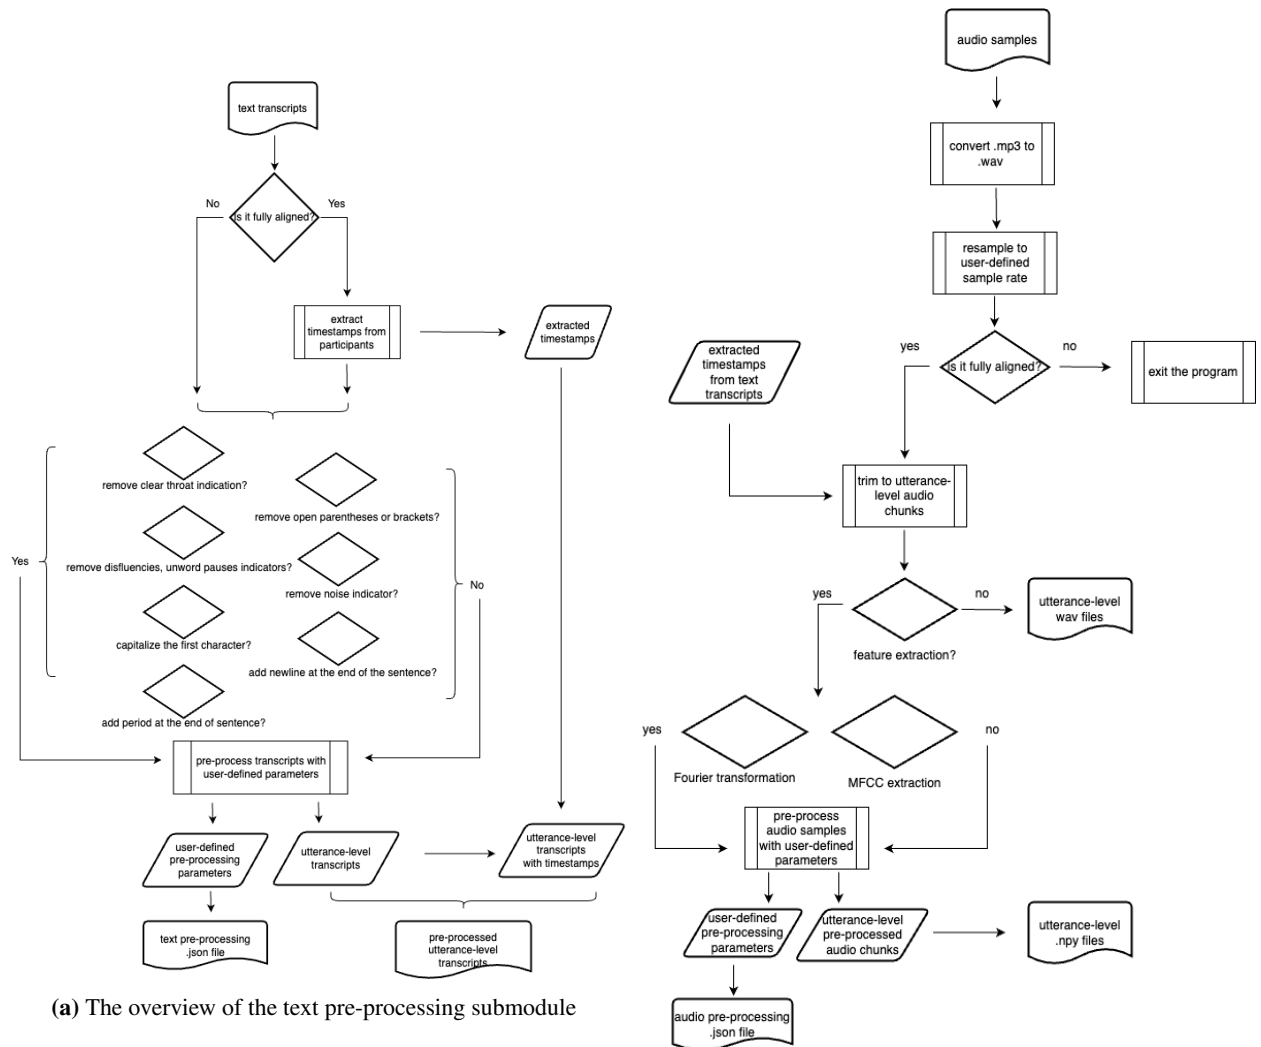 text transcripts
No
Yes
Is it fully aligned?
extract
timestamps from
participants
extracted
timestamps
remove clear throat indication?
remove open parentheses or brackets?
Yes
remove disfluencies, unword pauses indicators?
remove noise indicator?
No
capitalize the first character?
add newline at the end of the sentence?
add period at the end of sentence?
pre-process transcripts with
user-defined parameters
user-defined
pre-processing
parameters
utterance-level
transcripts
utterance-level
transcripts
with timestamps
text pre-processing
.json file
pre-processed
utterance-level
transcripts
(a) The overview of the text pre-processing submodule
audio samples
convert .mp3 to
.wav
resample to
user-defined
sample rate
yes
Is it fully aligned?
no
exit the program
extracted
timestamps
from text
transcripts
trim to utterance-
level audio
chunks
yes
no
feature extraction?
utterance-level
wav files
yes
no
Fourier transformation
MFCC extraction
pre-process
audio samples
with user-defined
parameters
user-defined
pre-processing
parameters
utterance-level
pre-processed
audio chunks
utterance-level
.npy files
audio pre-processing
.json file